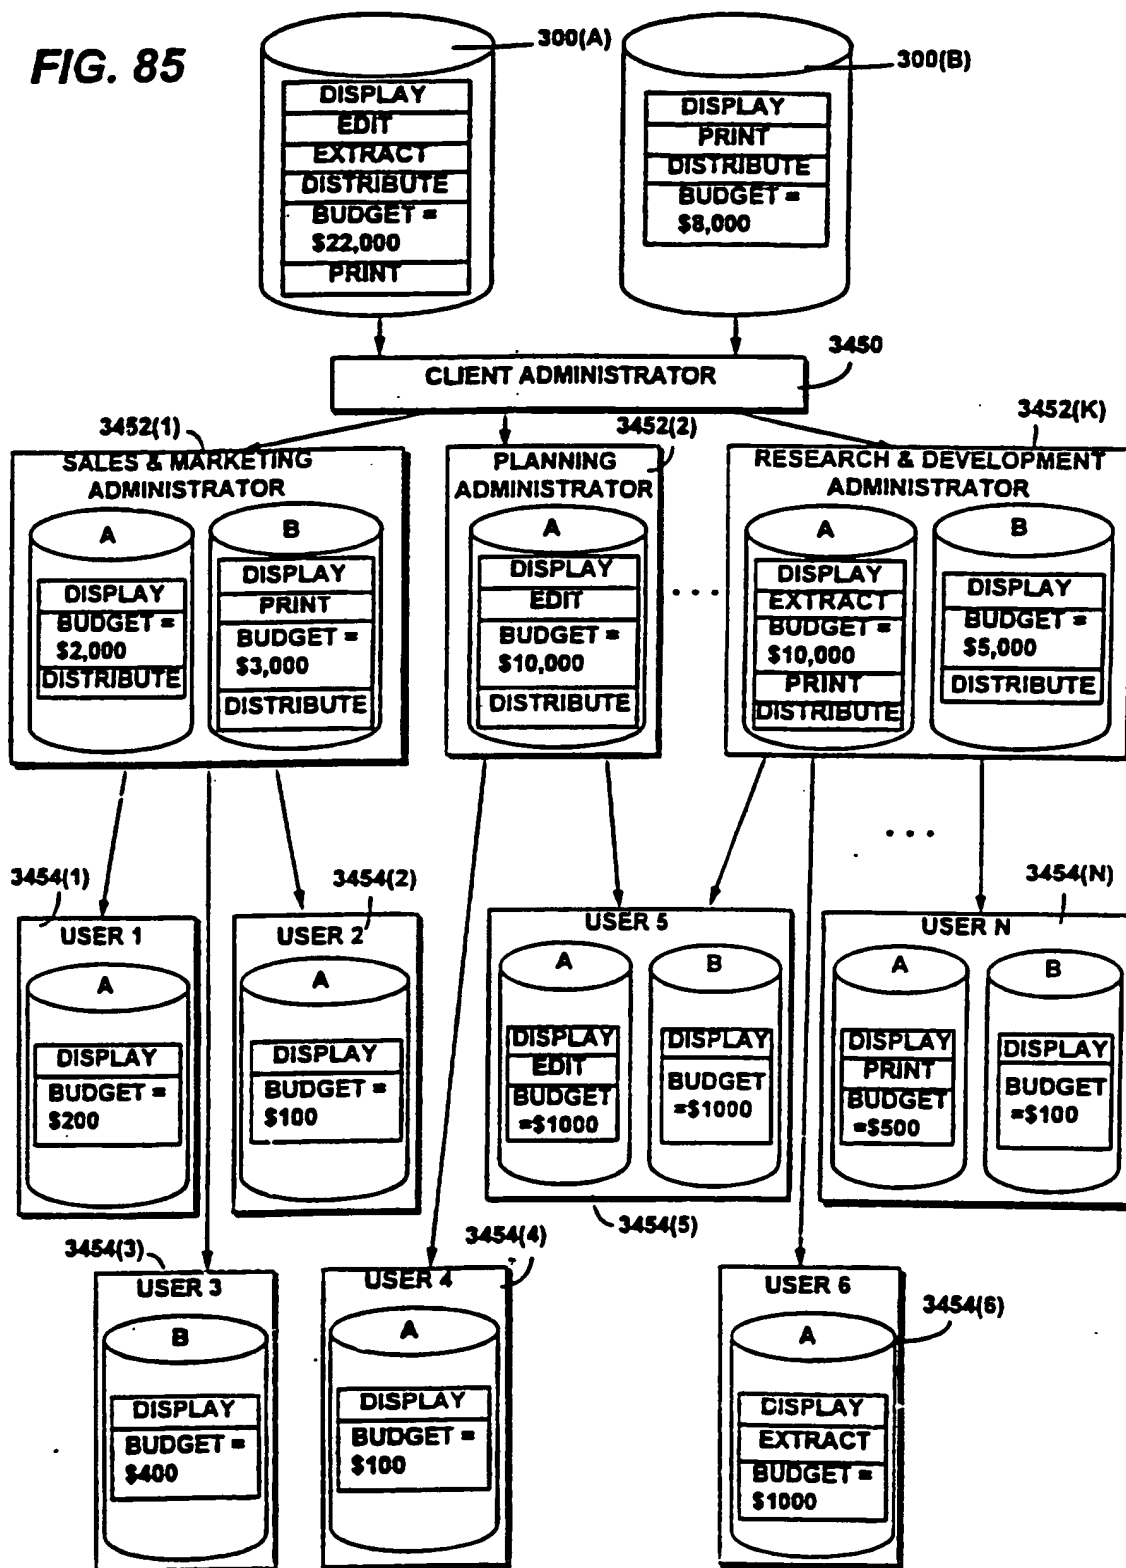 FIG. 85
300(A)
300(B)
DISPLAY
EDIT
EXTRACT
DISTRIBUTE
BUDGET =
$22,000
PRINT
DISPLAY
PRINT
DISTRIBUTE
BUDGET =
$8,000
3450
CLIENT ADMINISTRATOR
3452(1)
3452(2)
3452(K)
SALES & MARKETING
ADMINISTRATOR
A
DISPLAY
BUDGET =
$2,000
DISTRIBUTE
B
DISPLAY
PRINT
BUDGET =
$3,000
DISTRIBUTE
PLANNING
ADMINISTRATOR
A
DISPLAY
EDIT
BUDGET =
$10,000
DISTRIBUTE
...
RESEARCH & DEVELOPMENT
ADMINISTRATOR
A
DISPLAY
EXTRACT
BUDGET =
$10,000
PRINT
DISTRIBUTE
B
DISPLAY
BUDGET =
$5,000
DISTRIBUTE
...
3454(1)
USER 1
A
DISPLAY
BUDGET =
$200
3454(2)
USER 2
A
DISPLAY
BUDGET =
$100
USER 5
A
DISPLAY
EDIT
BUDGET
=$1000
B
DISPLAY
BUDGET
=$1000
3454(5)
3454(N)
USER N
A
DISPLAY
PRINT
BUDGET
=$500
B
DISPLAY
BUDGET
=$100
3454(3)
USER 3
B
DISPLAY
BUDGET =
$400
3454(4)
USER 4
A
DISPLAY
BUDGET =
$100
USER 6
3454(6)
A
DISPLAY
EXTRACT
BUDGET =
$1000